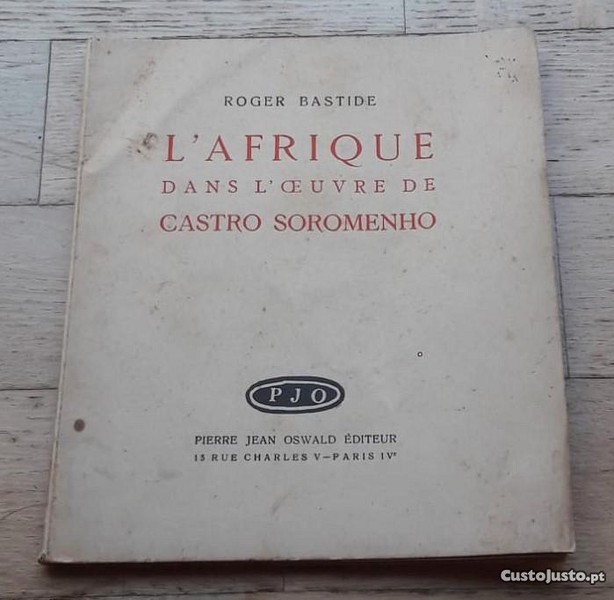 ROGER BASTIDE
L'AFRIQUE
DANS L'ŒUVRE DE
CASTRO SOROMENHO
PJO
PIERRE JEAN OSWALD ÉDITEUR
15 RUE CHARLES V—PARIS IVᵉ
CustoJusto.pt